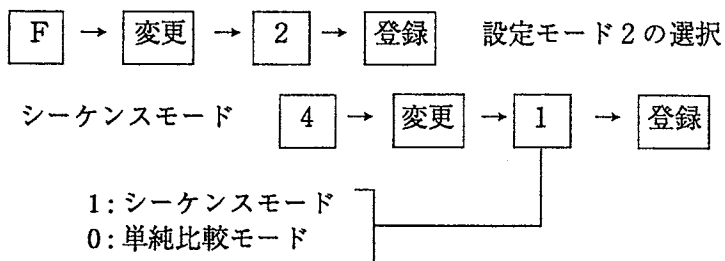 F → 変更 → 2 → 登録 設定モード2の選択
シーケンスモード 4 → 変更 → 1 → 登録
1:シーケンスモード
0:単純比較モード